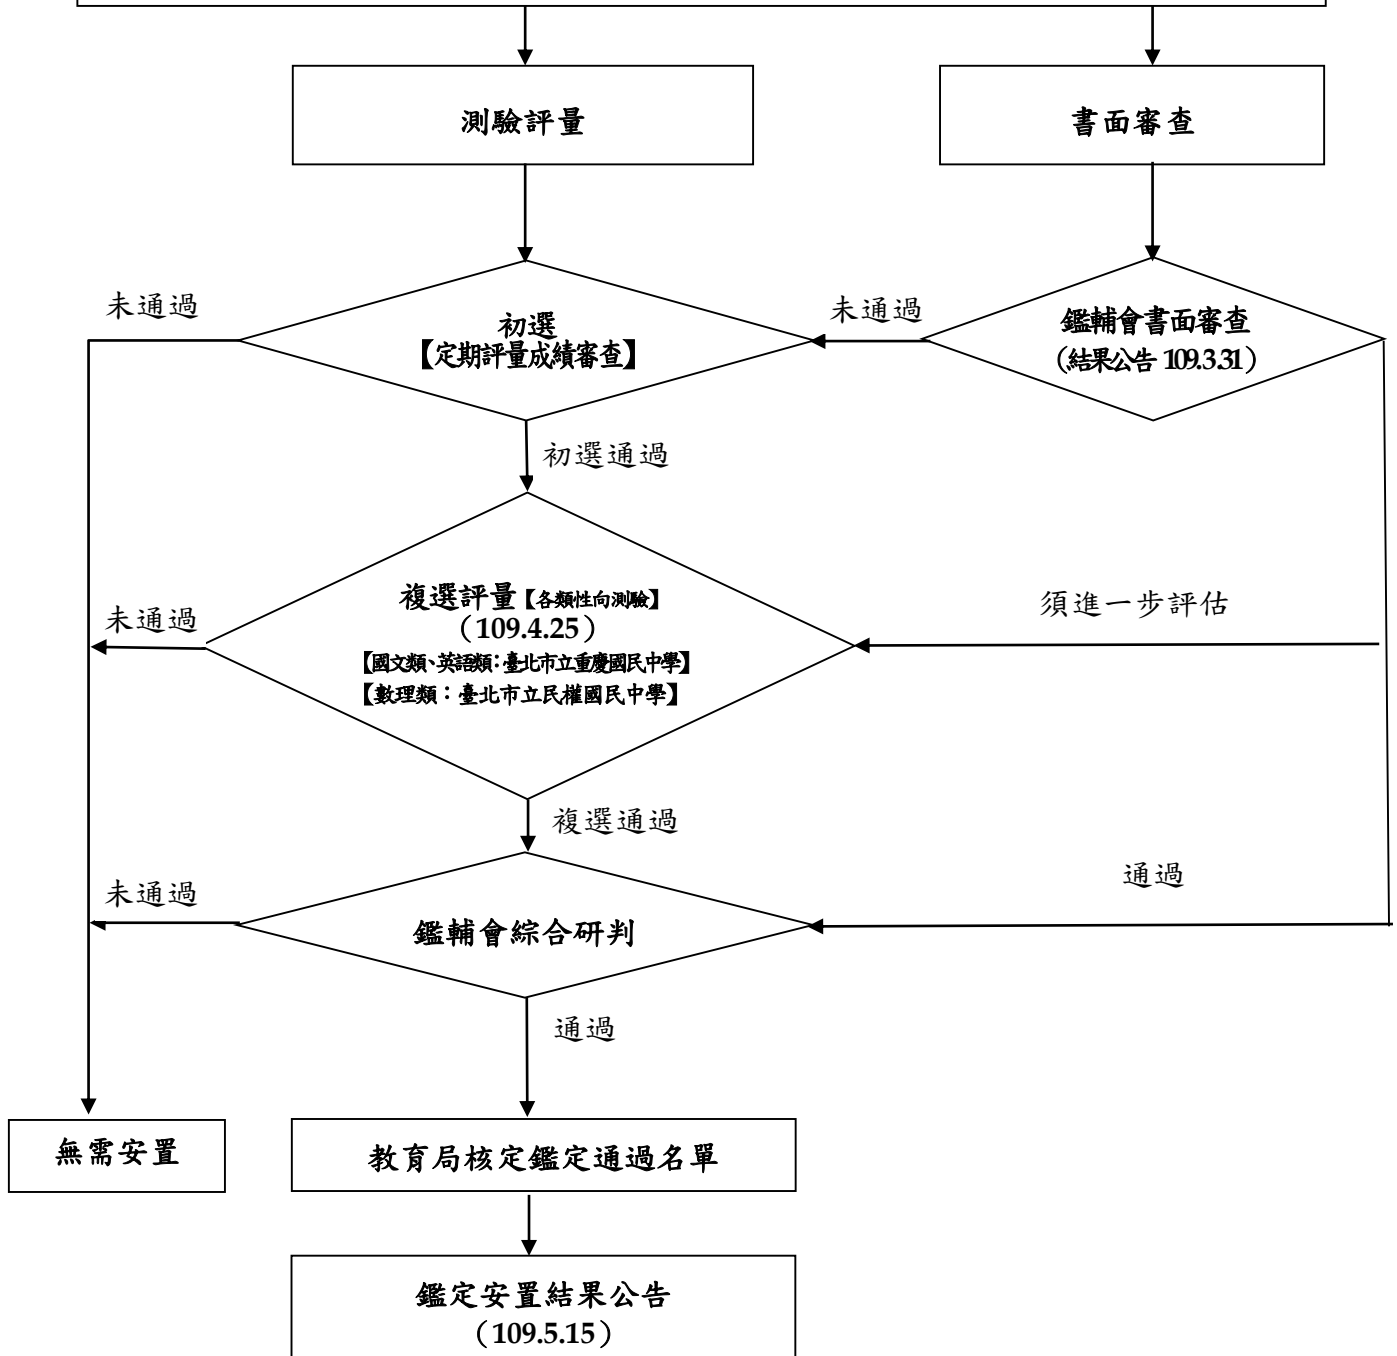 測驗評量
書面審查
未通過
初選
【定期評量成績審查】
未通過
鑑輔會書面審查
（結果公告 109.3.31）
初選通過
未通過
複選評量【各類性向測驗】
（109.4.25）
【國文類、英語類：臺北市立重慶國民中學】
【數理類：臺北市立民權國民中學】
須進一步評估
複選通過
未通過
鑑輔會綜合研判
通過
通過
無需安置
教育局核定鑑定通過名單
鑑定安置結果公告
（109.5.15）